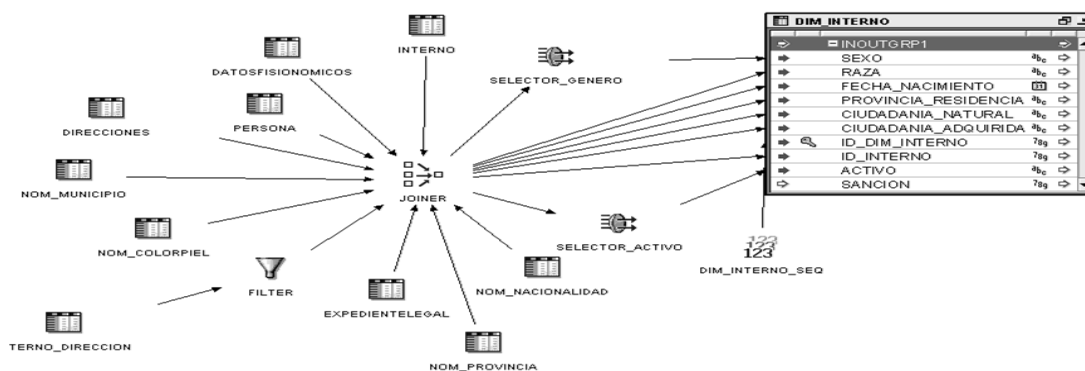 DIM_INTERNO
INOUTGRP1
SEXO
RAZA
FECHA_NACIMIENTO
PROVINCIA_RESIDENCIA
CIUDADANIA_NATURAL
CIUDADANIA_ADQUIRIDA
ID_DIM_INTERNO
ID_INTERNO
ACTIVO
SANCION
INTERNO
DATOSFISIONOMICOS
SELECTOR_GENERO
DIRECCIONES
PERSONA
NOM_MUNICIPIO
JOINER
NOM_COLORPIEL
SELECTOR_ACTIVO
123
DIM_INTERNO_SEQ
FILTER
NOM_NACIONALIDAD
EXPEDIENTELEGAL
TERNO_DIRECCION
NOM_PROVINCIA